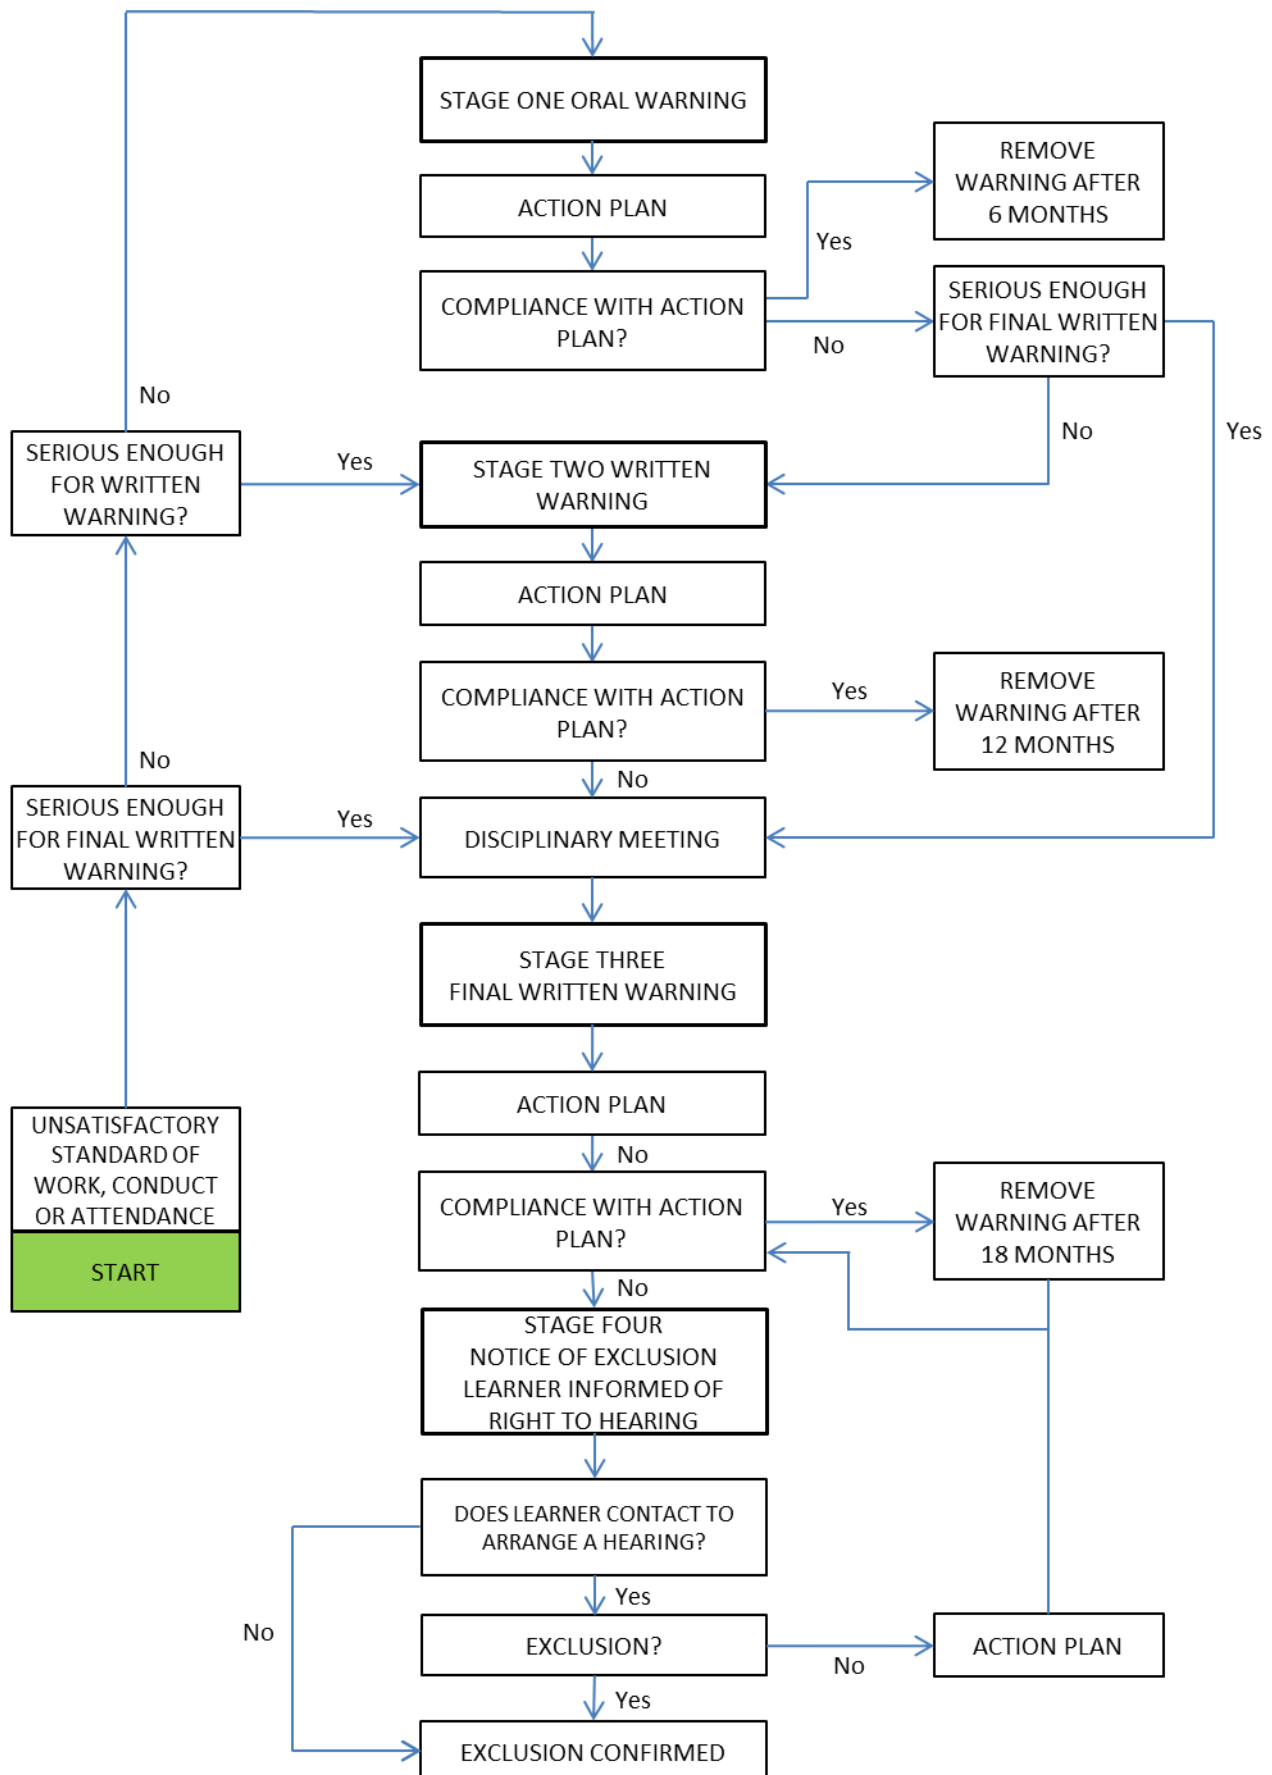 STAGE ONE ORAL WARNING
ACTION PLAN
REMOVE
WARNING AFTER
6 MONTHS
Yes
COMPLIANCE WITH ACTION
PLAN?
No
SERIOUS ENOUGH
FOR FINAL WRITTEN
WARNING?
No
Yes
No
SERIOUS ENOUGH
FOR WRITTEN
WARNING?
Yes
STAGE TWO WRITTEN
WARNING
ACTION PLAN
COMPLIANCE WITH ACTION
PLAN?
Yes
REMOVE
WARNING AFTER
12 MONTHS
No
No
SERIOUS ENOUGH
FOR FINAL WRITTEN
WARNING?
Yes
DISCIPLINARY MEETING
STAGE THREE
FINAL WRITTEN WARNING
ACTION PLAN
No
UNSATISFACTORY
STANDARD OF
WORK, CONDUCT
OR ATTENDANCE
START
COMPLIANCE WITH ACTION
PLAN?
Yes
REMOVE
WARNING AFTER
18 MONTHS
No
STAGE FOUR
NOTICE OF EXCLUSION
LEARNER INFORMED OF
RIGHT TO HEARING
DOES LEARNER CONTACT TO
ARRANGE A HEARING?
Yes
No
EXCLUSION?
No
ACTION PLAN
Yes
EXCLUSION CONFIRMED